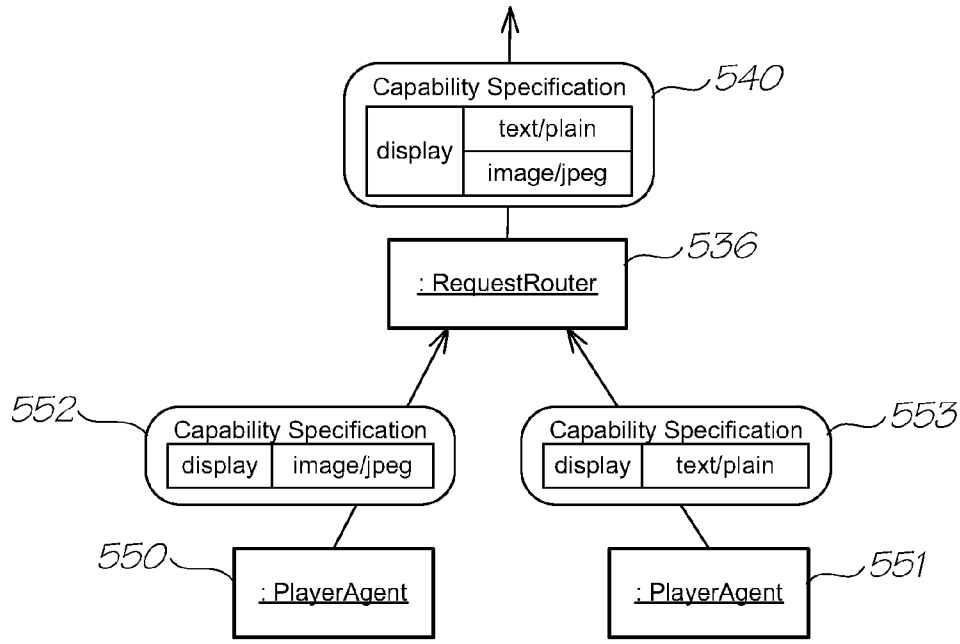 Capability Specification
540
display
text/plain
image/jpeg
536
: RequestRouter
552
Capability Specification
display
image/jpeg
553
Capability Specification
display
text/plain
550
: PlayerAgent
551
: PlayerAgent